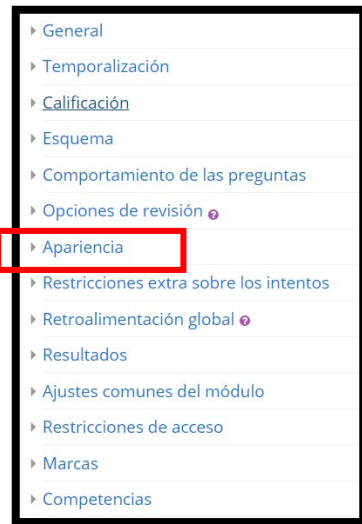 General
Temporalización
Calificación
Esquema
Comportamiento de las preguntas
Opciones de revisión ?
Apariencia
Restricciones extra sobre los intentos
Retroalimentación global ?
Resultados
Ajustes comunes del módulo
Restricciones de acceso
Marcas
Competencias